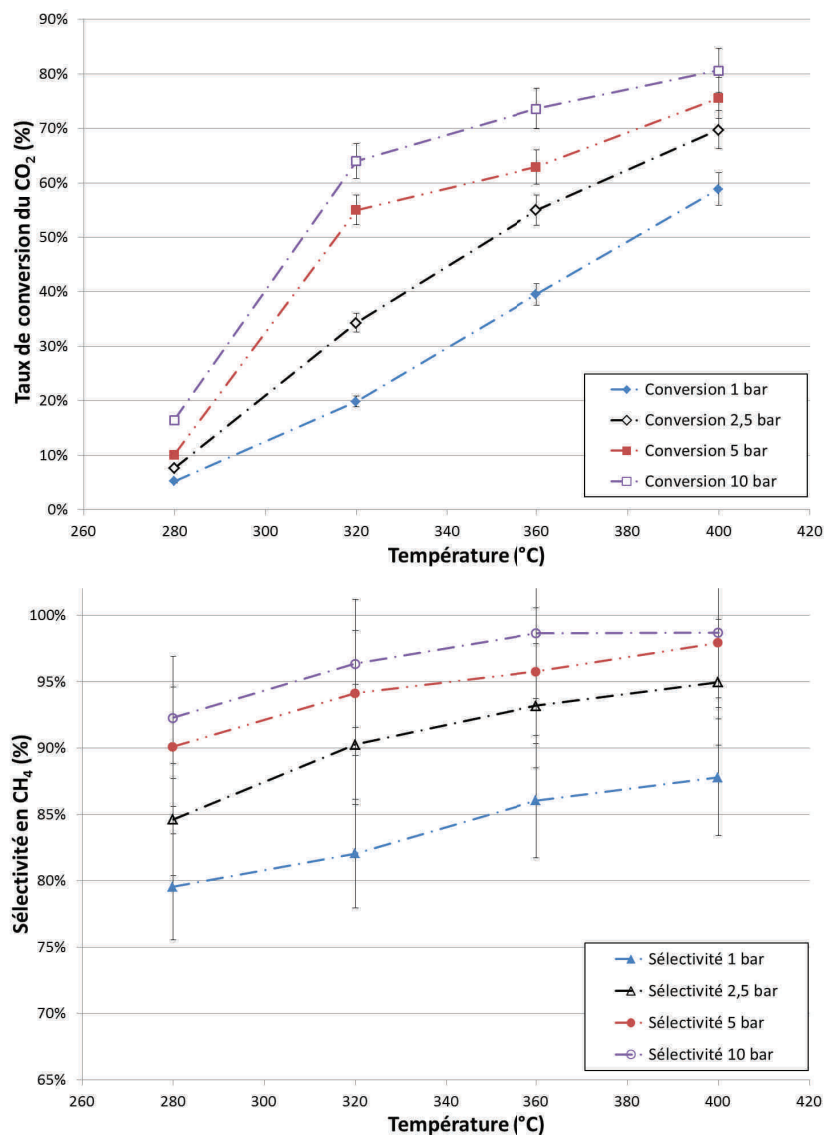 90%
80%
70%
60%
50%
40%
30%
20%
10%
0%
Taux de conversion du CO₂ (%)
260 280 300 320 340 360 380 400 420
Température (°C)
Conversion 1 bar
Conversion 2,5 bar
Conversion 5 bar
Conversion 10 bar
100%
95%
90%
85%
80%
75%
70%
65%
Sélectivité en CH₄ (%)
260 280 300 320 340 360 380 400 420
Température (°C)
Sélectivité 1 bar
Sélectivité 2,5 bar
Sélectivité 5 bar
Sélectivité 10 bar